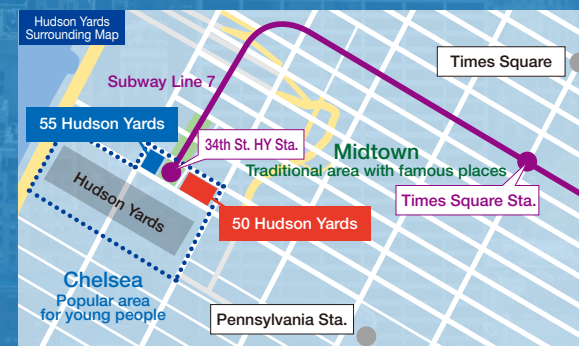 Hudson Yards
Surrounding Map
Times Square
Subway Line 7
55 Hudson Yards
34th St. HY Sta.
Midtown
Traditional area with famous places
Times Square Sta.
Hudson Yards
50 Hudson Yards
Chelsea
Popular area
for young people
Pennsylvania Sta.